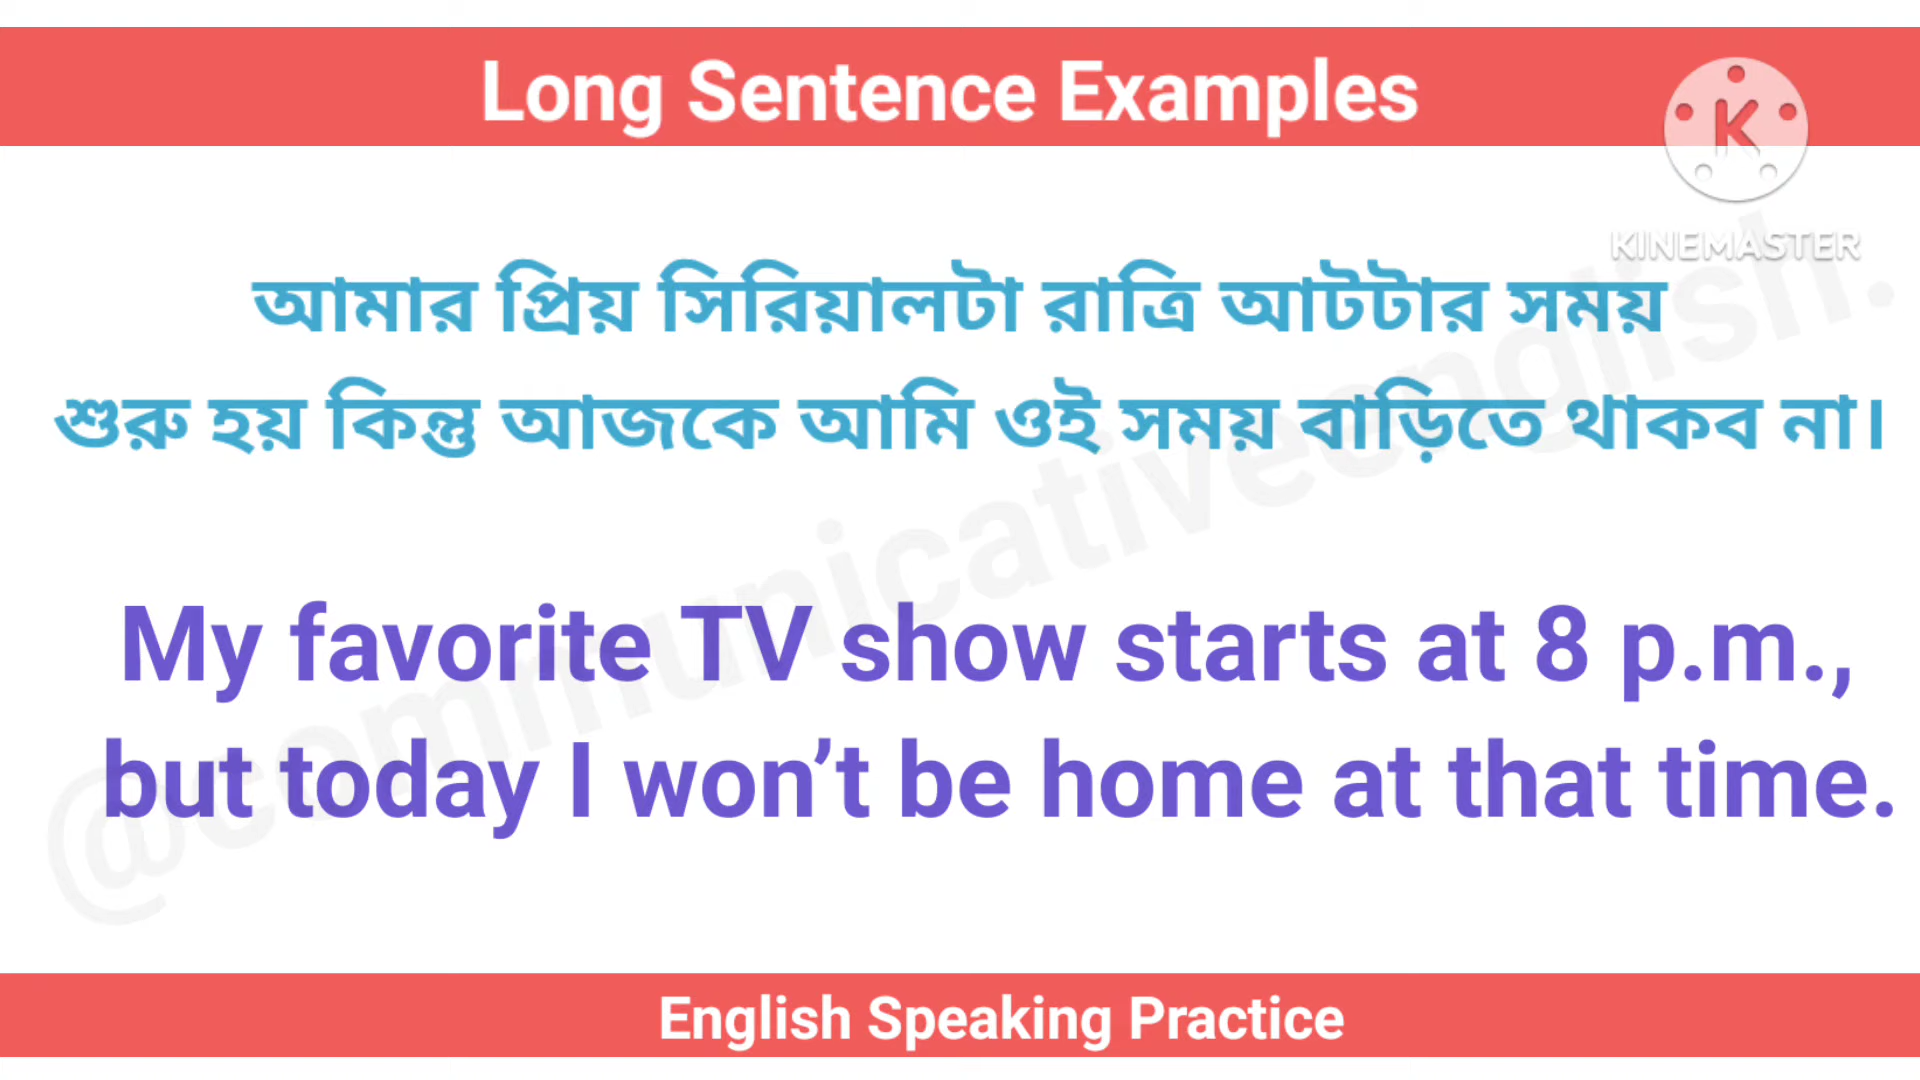 Long Sentence Examples
K
KINEMASTER
আমার প্রিয় সিরিয়ালটা রাত্রি আটটার সময়
শুরু হয় কিন্তু আজকে আমি ওই সময় বাড়িতে থাকব না।
@communicativeenglish.
My favorite TV show starts at 8 p.m.,
but today I won’t be home at that time.
English Speaking Practice